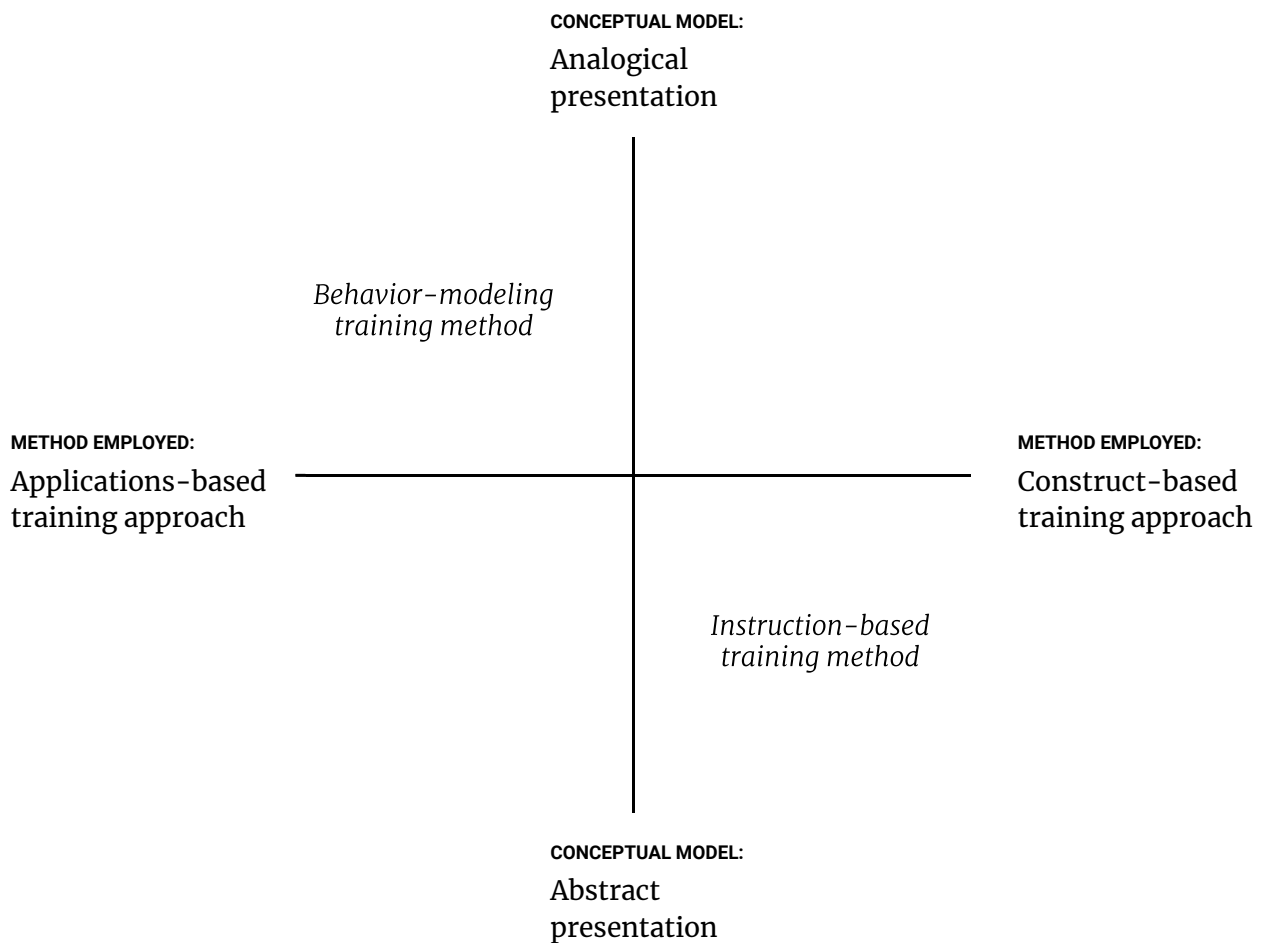 CONCEPTUAL MODEL:
Analogical
presentation
Behavior-modeling
training method
METHOD EMPLOYED:
Applications-based
training approach
METHOD EMPLOYED:
Construct-based
training approach
Instruction-based
training method
CONCEPTUAL MODEL:
Abstract
presentation